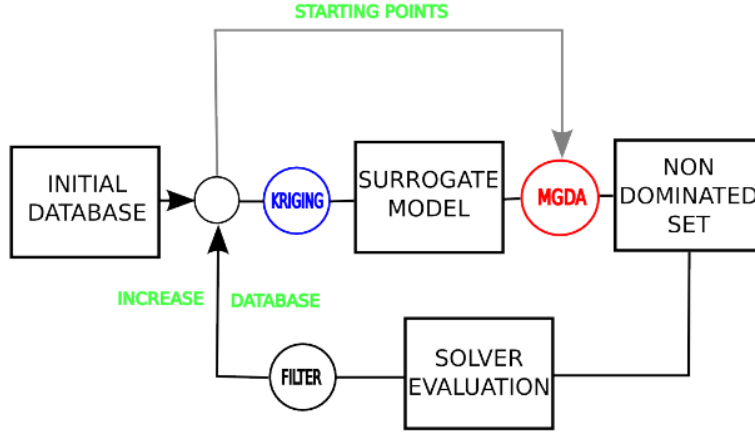 STARTING POINTS
INITIAL
DATABASE
KRIGING
SURROGATE
MODEL
MGDA
NON
DOMINATED
SET
INCREASE DATABASE
FILTER
SOLVER
EVALUATION